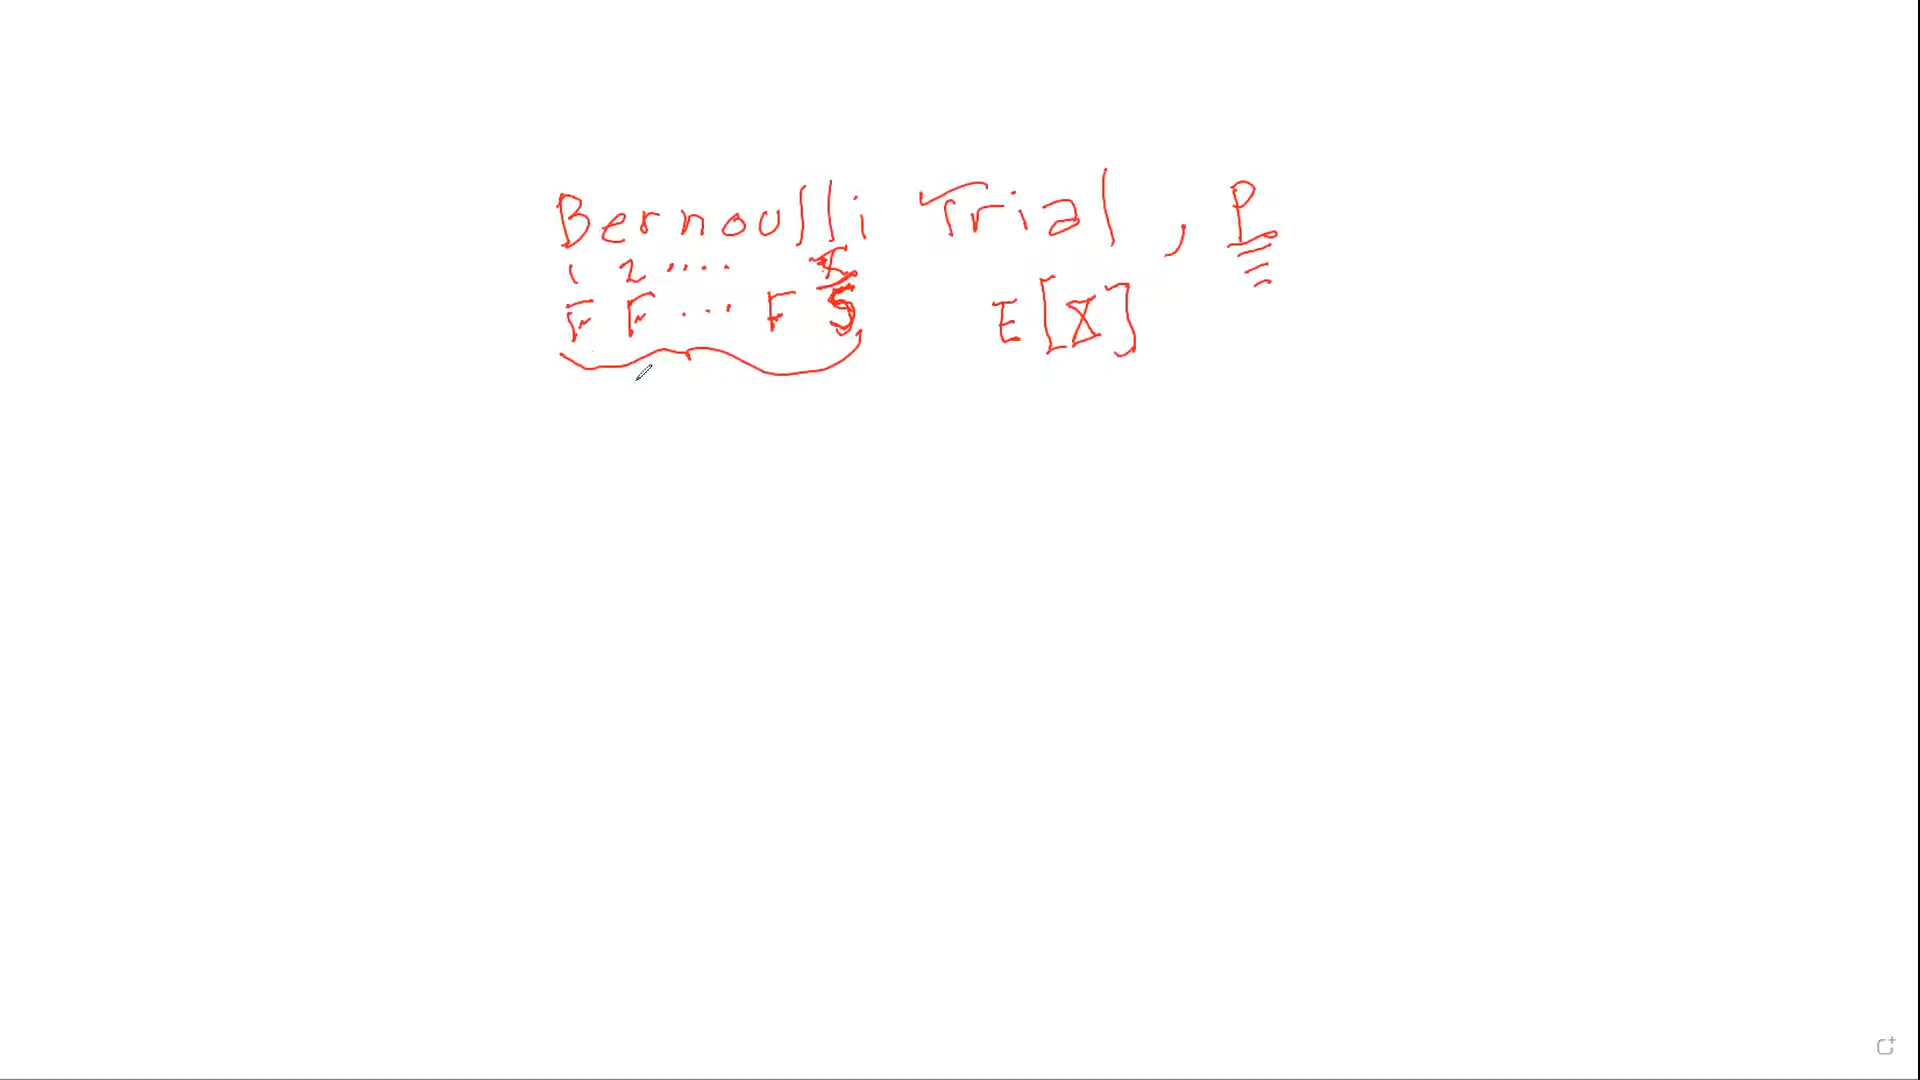 Bernoulli Trial, P
1 2 .... X
F F ... F S
E[X]